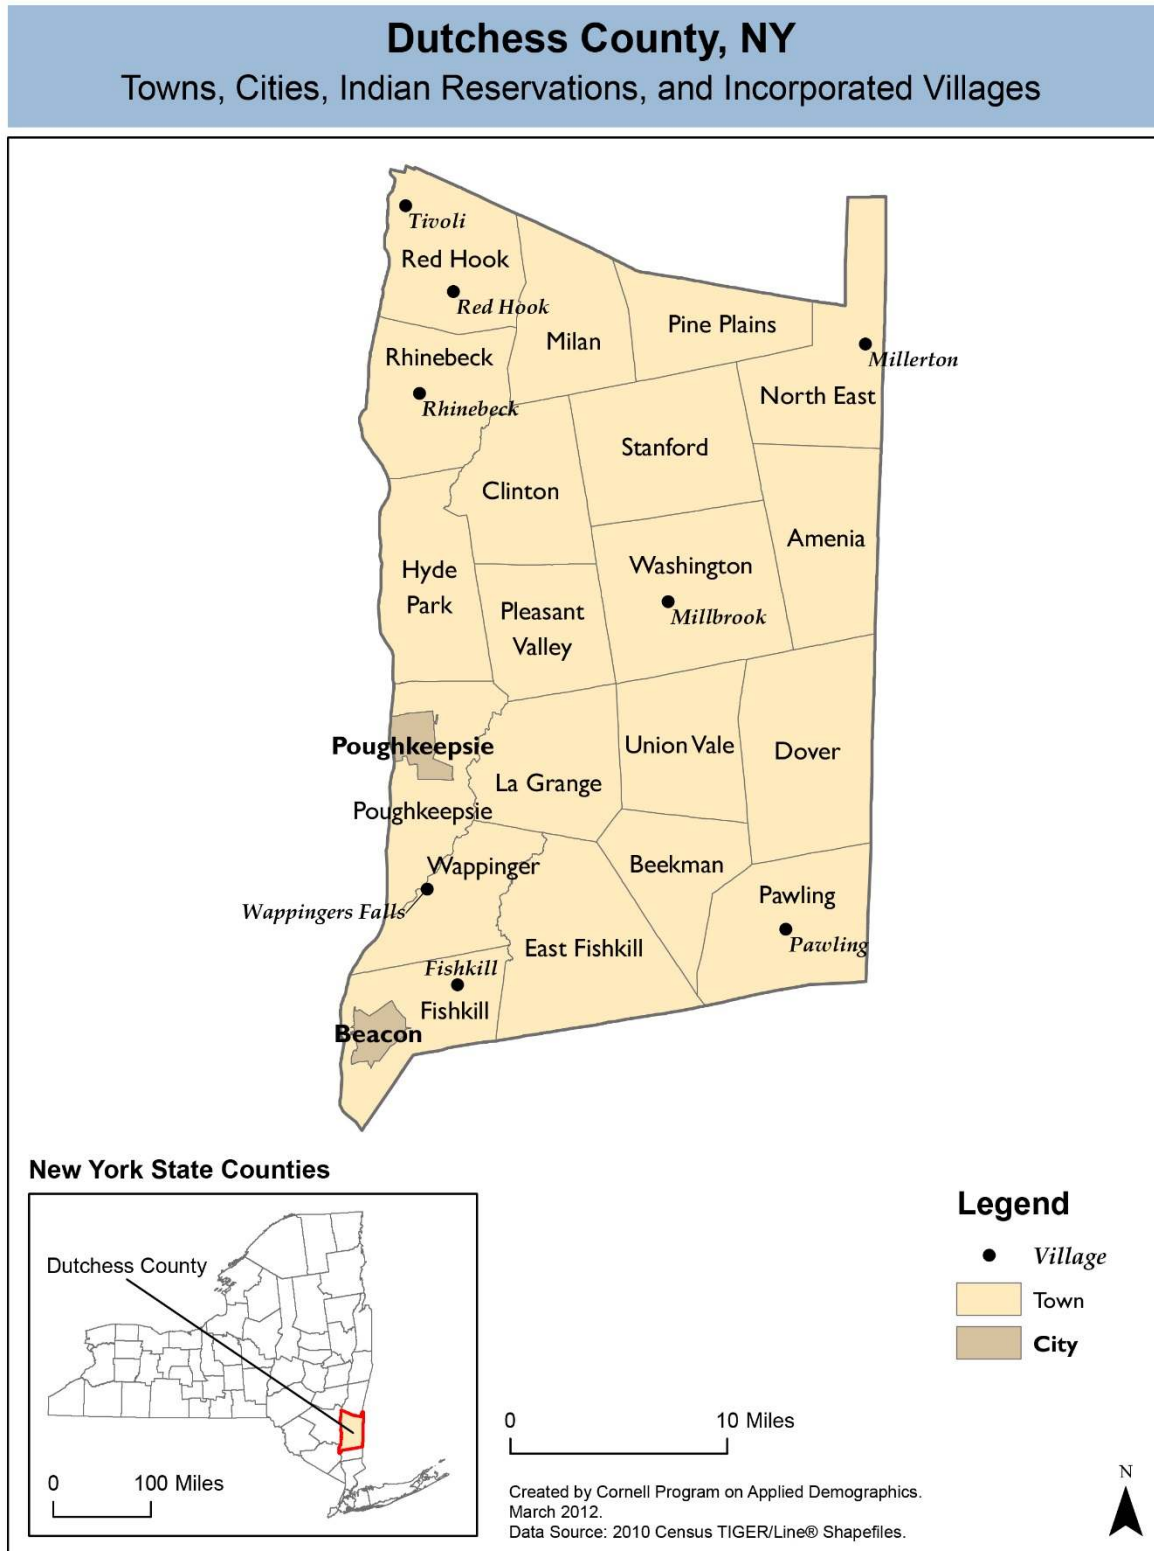 Dutchess County, NY
Towns, Cities, Indian Reservations, and Incorporated Villages
Tivoli
Red Hook
Red Hook
Rhinebeck
Rhinebeck
Milan
Pine Plains
Millerton
North East
Stanford
Clinton
Amenia
Hyde
Park
Washington
Millbrook
Pleasant
Valley
Poughkeepsie
Poughkeepsie
La Grange
Union Vale
Dover
Wappinger
Wappingers Falls
Beekman
Pawling
Pawling
East Fishkill
Fishkill
Fishkill
Beacon
New York State Counties
Dutchess County
0 100 Miles
0 10 Miles
Created by Cornell Program on Applied Demographics.
March 2012.
Data Source: 2010 Census TIGER/Line® Shapefiles.
Legend
Village
Town
City
N